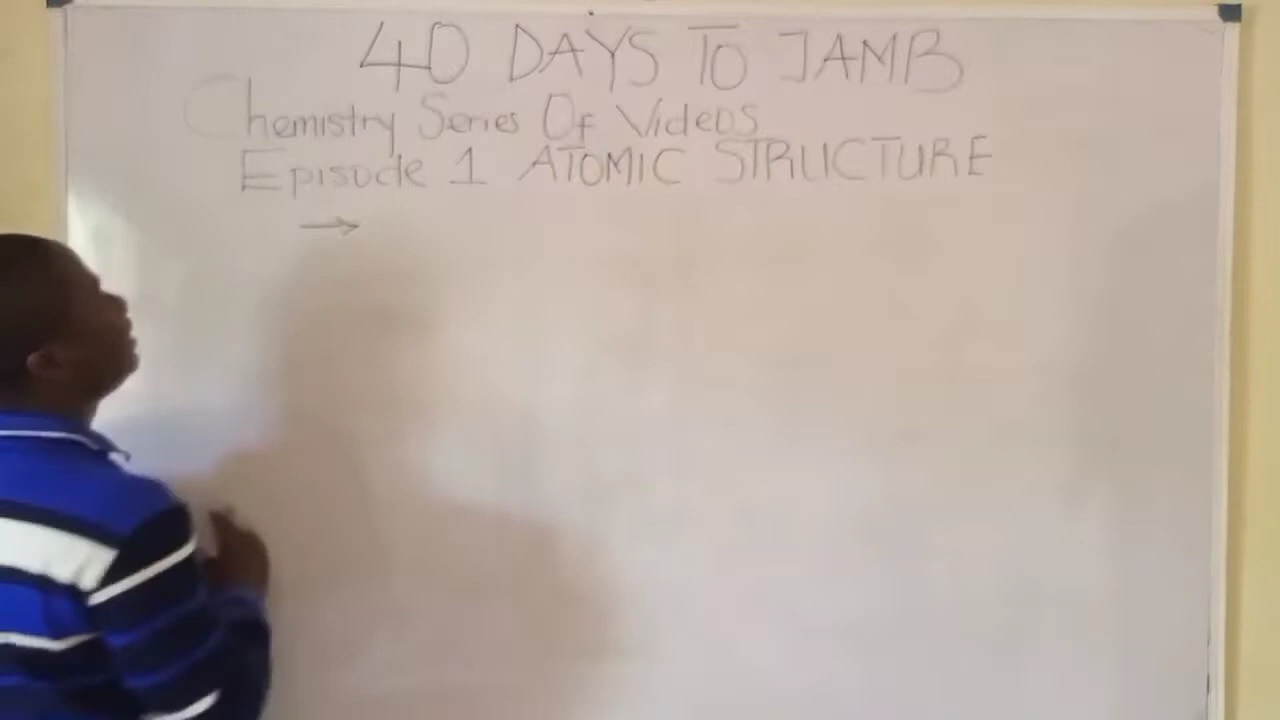 40 DAYS TO JAMB
Chemistry Series Of Videos
Episode 1 ATOMIC STRUCTURE
→